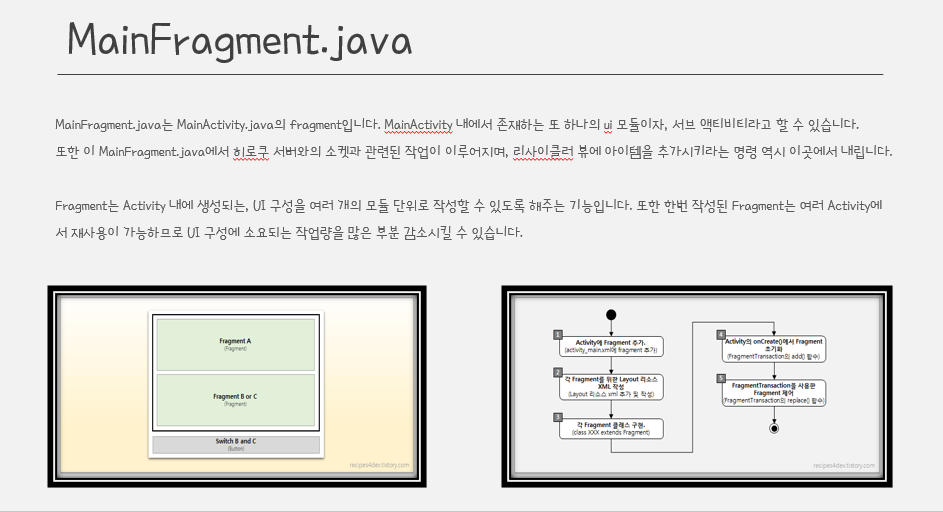 MainFragment.java
MainFragment.java는 MainActivity.java의 fragment입니다. MainActivity 내에서 존재하는 또 하나의 ui 모듈이자, 서브 액티비티라고 할 수 있습니다.
또한 이 MainFragment.java에서 히로쿠 서버와의 소켓과 관련된 작업이 이루어지며, 리사이클러 뷰에 아이템을 추가시키라는 명령 역시 이곳에서 내립니다.
Fragment는 Activity 내에 생성되는, UI 구성을 여러 개의 모듈 단위로 작성할 수 있도록 해주는 기능입니다. 또한 한번 작성된 Fragment는 여러 Activity에
서 재사용이 가능하므로 UI 구성에 소요되는 작업량을 많은 부분 감소시킬 수 있습니다.
Fragment A
(Fragment)
Fragment B or C
(Fragment)
Switch B and C
(Button)
recipes4dev.tistory.com
1
Activity에 Fragment 추가.
(activity_main.xml에 fragment 추가)
2
각 Fragment를 위한 Layout 리소스
XML 작성
(Layout 리소스 xml 추가 및 작성)
3
각 Fragment 클래스 구현.
(class XXX extends Fragment)
4
Activity의 onCreate()에서 Fragment
초기화
(FragmentTransaction의 add() 함수)
5
FragmentTransaction을 사용한
Fragment 제어
(FragmentTransaction의 replace() 함수)
recipes4dev.tistory.com